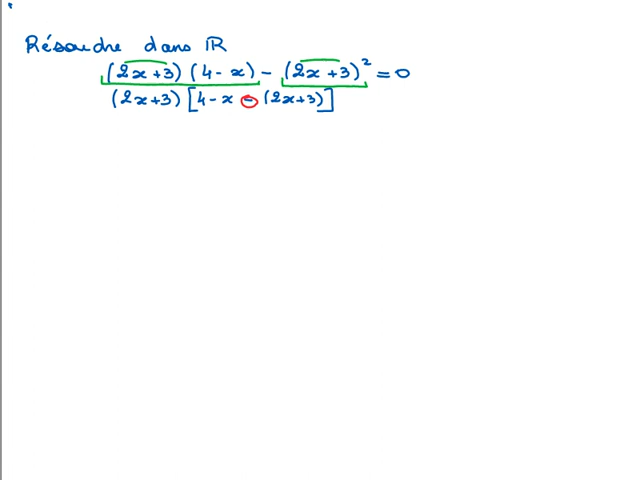 Résoudre dans ℝ
(2x+3)(4-x) - (2x+3)² = 0
(2x+3)[4-x - (2x+3)]